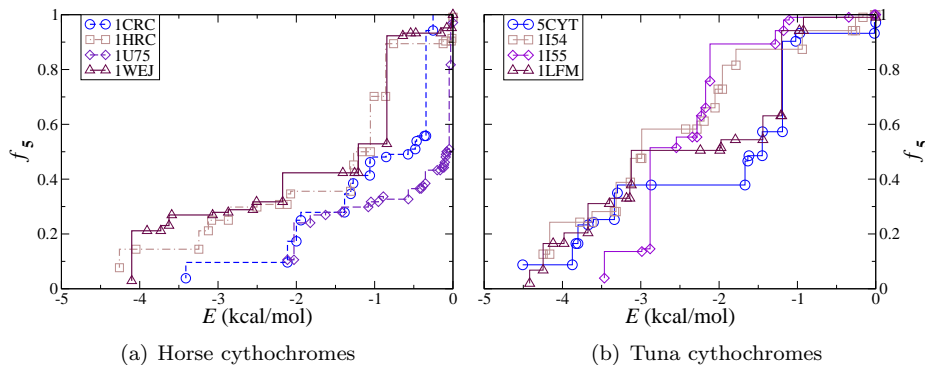 1CRC
1HRC
1U75
1WEJ
f5
1
0.8
0.6
0.4
0.2
0
-5 -4 -3 -2 -1 0
E (kcal/mol)
(a) Horse cythochromes
5CYT
1I54
1I55
1LFM
1
0.8
0.6
0.4
0.2
0
f5
-5 -4 -3 -2 -1 0
E (kcal/mol)
(b) Tuna cythochromes